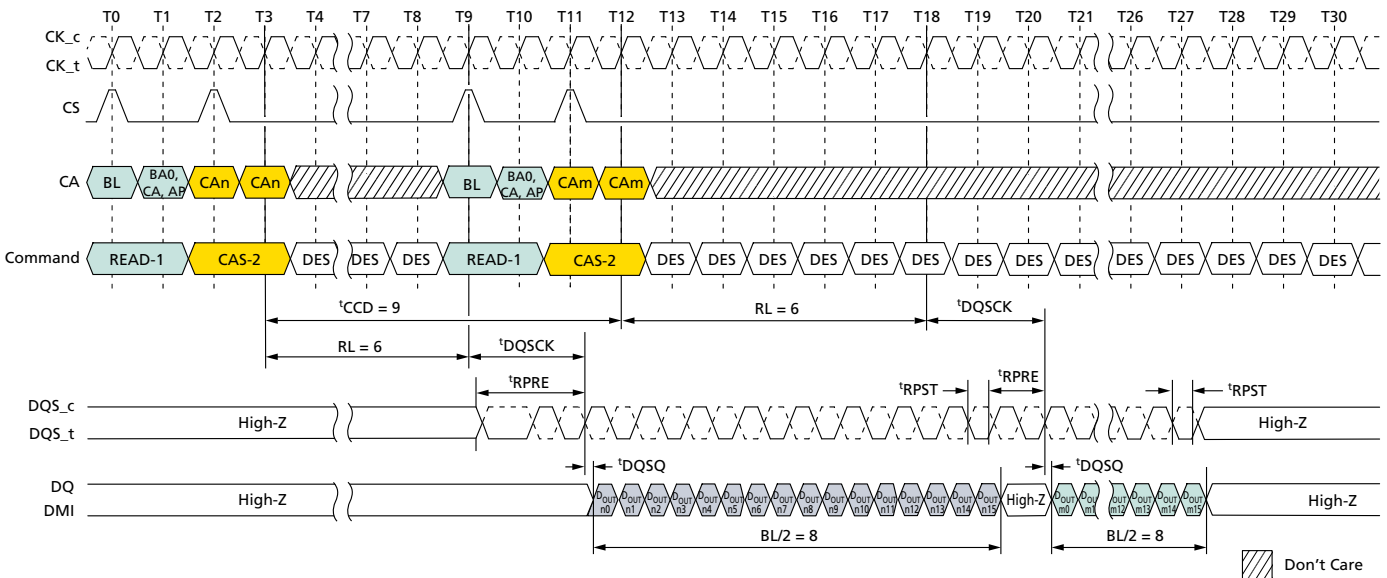 T0 T1 T2 T3 T4 T7 T8 T9 T10 T11 T12 T13 T14 T15 T16 T17 T18 T19 T20 T21 T26 T27 T28 T29 T30
CK_c
CK_t
CS
CA BL BA0, CA, AP CAn CAn BL BA0, CA, AP CAm CAm
Command READ-1 CAS-2 DES DES DES READ-1 CAS-2 DES DES DES DES DES DES DES DES DES DES DES DES DES DES
tCCD = 9 RL = 6 tDQSCK
RL = 6 tDQSCK
tRPRE tRPST tRPRE tRPST
DQS_c
DQS_t
High-Z High-Z
tDQSQ tDQSQ
DQ
DMI
High-Z DOUT n0 DOUT n1 DOUT n2 DOUT n3 DOUT n4 DOUT n5 DOUT n6 DOUT n7 DOUT n8 DOUT n9 DOUT n10 DOUT n11 DOUT n12 DOUT n13 DOUT n14 DOUT n15 High-Z DOUT m0 DOUT m1 DOUT m12 DOUT m13 DOUT m14 DOUT m15 High-Z
BL/2 = 8 BL/2 = 8
Don't Care